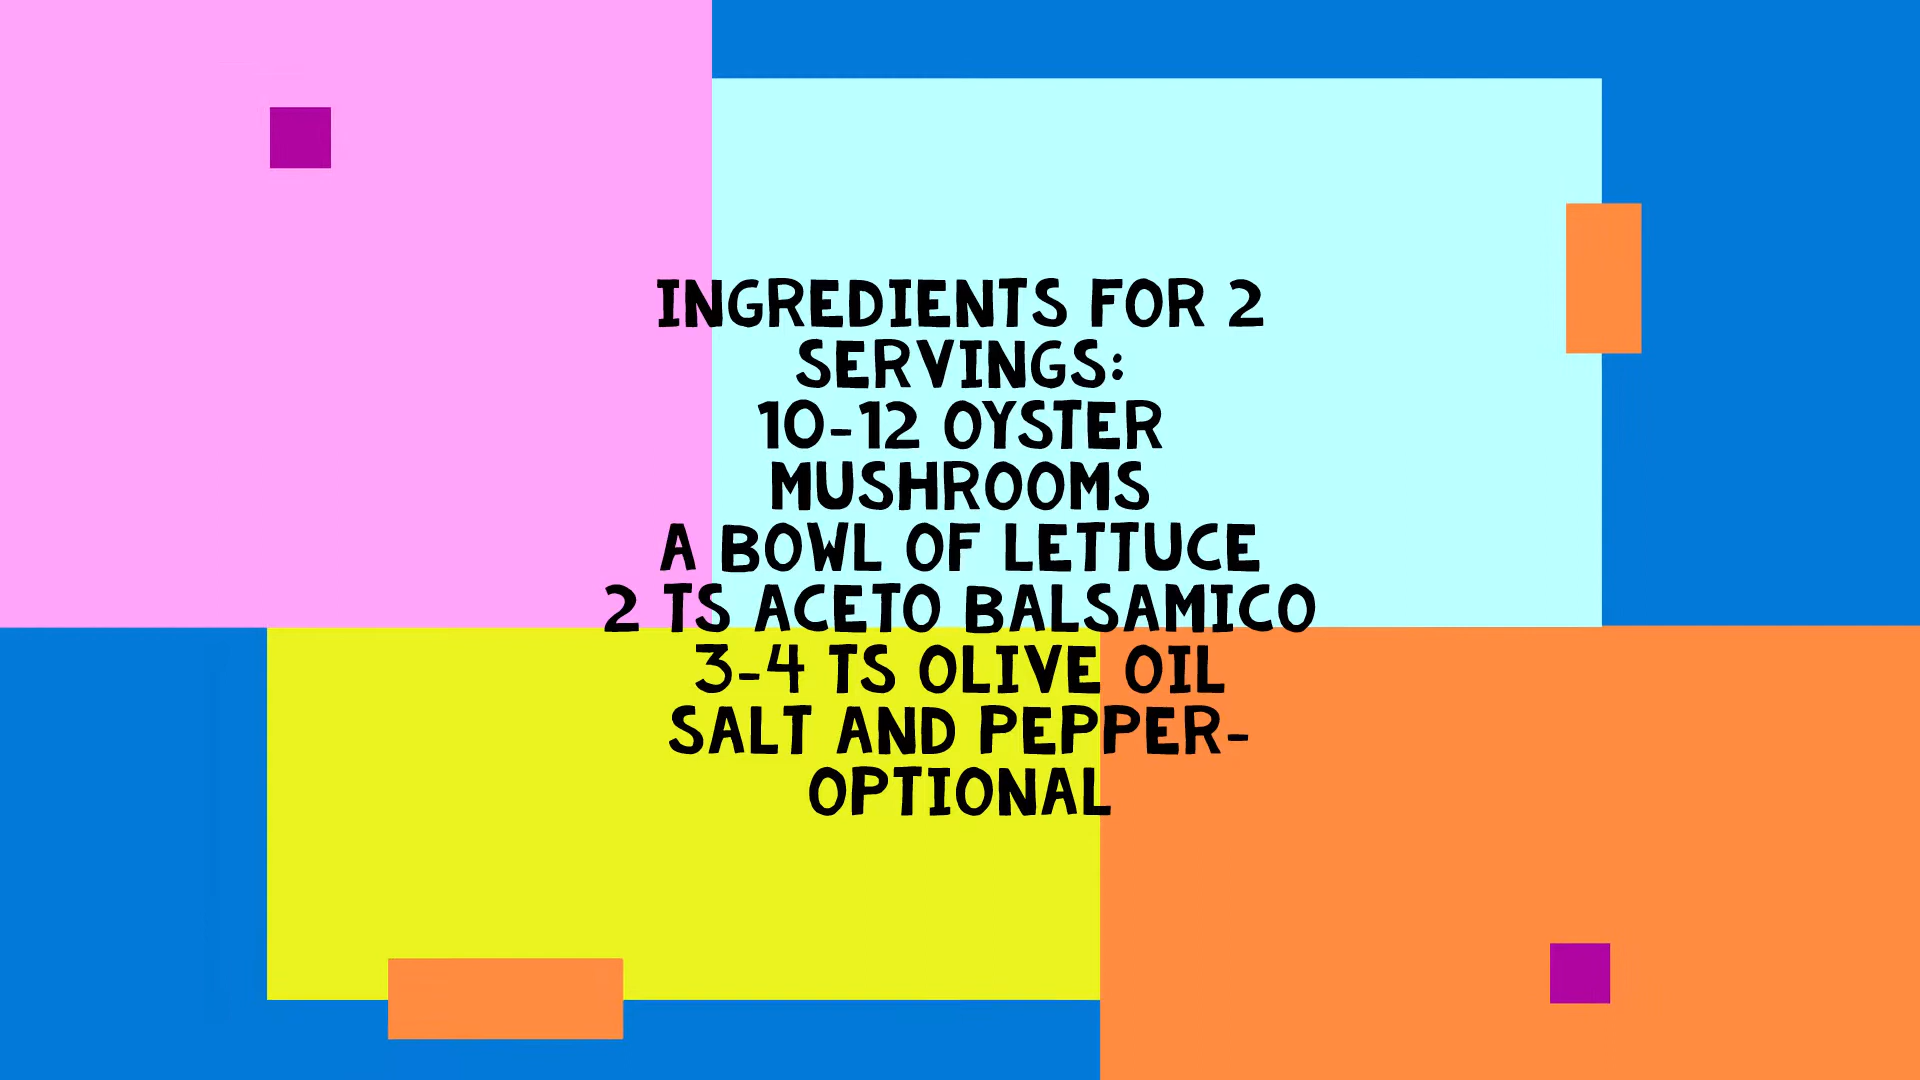 INGREDIENTS FOR 2
SERVINGS:
10-12 OYSTER
MUSHROOMS
A BOWL OF LETTUCE
2 TS ACETO BALSAMICO
3-4 TS OLIVE OIL
SALT AND PEPPER-
OPTIONAL